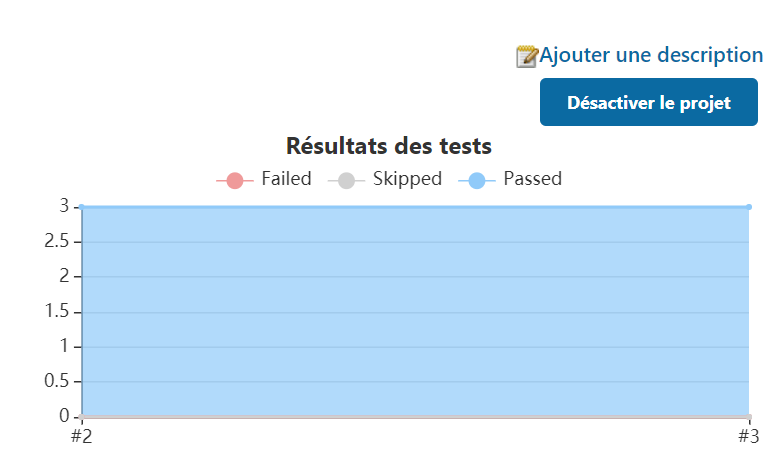 Ajouter une description
Désactiver le projet
Résultats des tests
Failed Skipped Passed
3
2.5
2
1.5
1
0.5
0
#2 #3